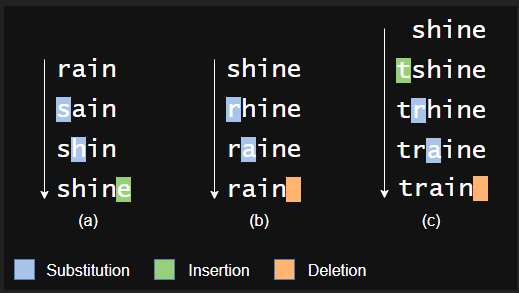 rain
sain
shin
shine
(a)
shine
rhine
raine
rain
(b)
shine
tshine
trhine
traine
train
(c)
Substitution
Insertion
Deletion